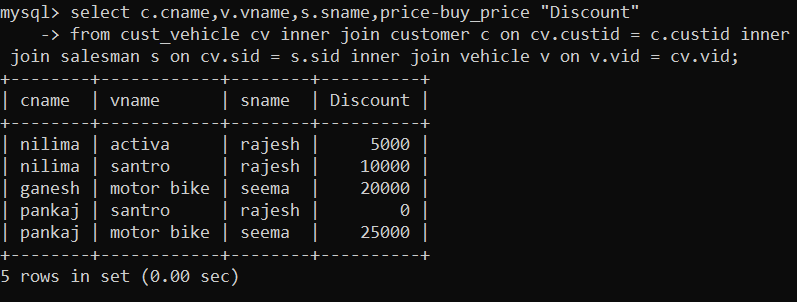 mysql> select c.cname,v.vname,s.sname,price-buy_price "Discount"
    -> from cust_vehicle cv inner join customer c on cv.custid = c.custid inner
 join salesman s on cv.sid = s.sid inner join vehicle v on v.vid = cv.vid;
+--------+------------+--------+----------+
| cname  | vname      | sname  | Discount |
+--------+------------+--------+----------+
| nilima | activa     | rajesh |     5000 |
| nilima | santro     | rajesh |    10000 |
| ganesh | motor bike | seema  |    20000 |
| pankaj | santro     | rajesh |        0 |
| pankaj | motor bike | seema  |    25000 |
+--------+------------+--------+----------+
5 rows in set (0.00 sec)